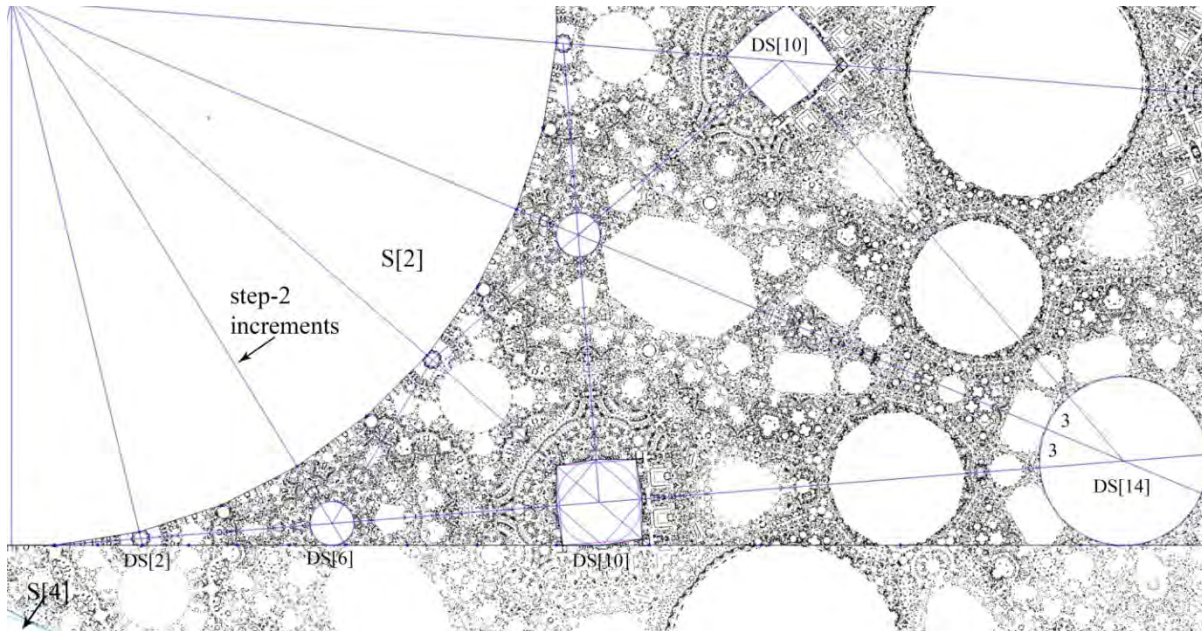 DS[10]
S[2]
step-2
increments
3
3
DS[14]
DS[2]
DS[6]
DS[10]
S[4]